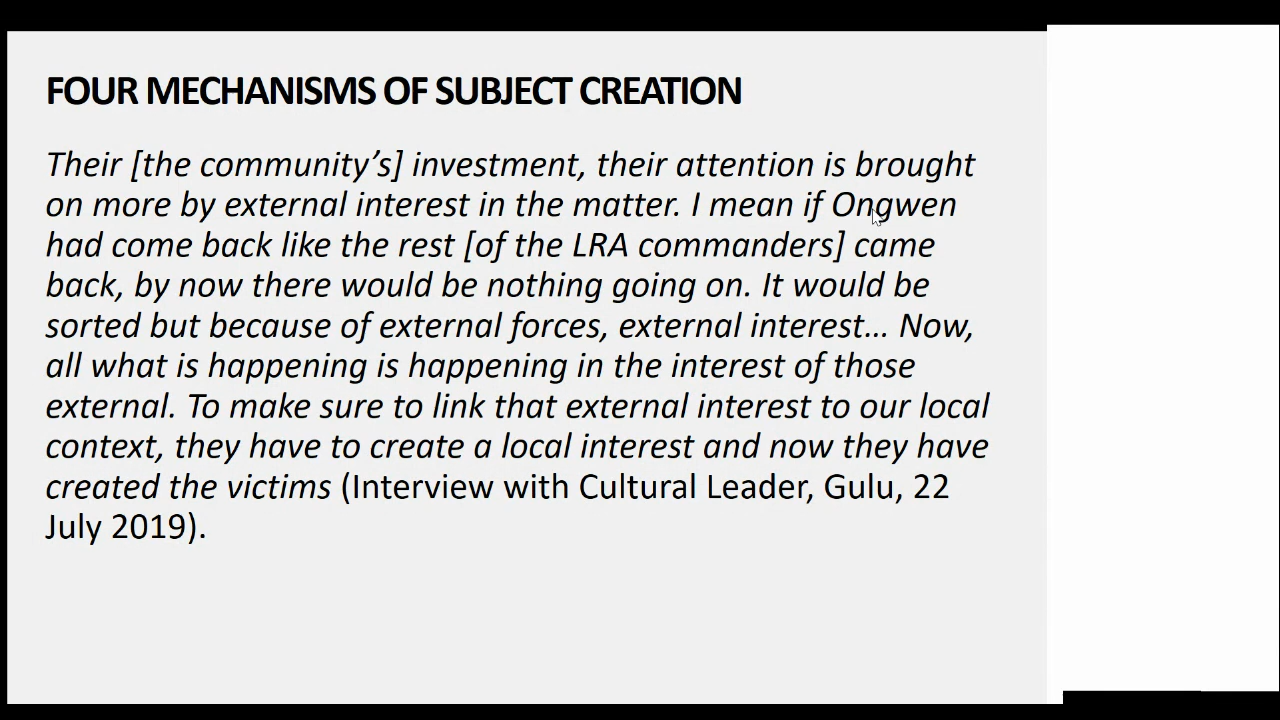 FOUR MECHANISMS OF SUBJECT CREATION
Their [the community’s] investment, their attention is brought
on more by external interest in the matter. I mean if Ongwen
had come back like the rest [of the LRA commanders] came
back, by now there would be nothing going on. It would be
sorted but because of external forces, external interest… Now,
all what is happening is happening in the interest of those
external. To make sure to link that external interest to our local
context, they have to create a local interest and now they have
created the victims (Interview with Cultural Leader, Gulu, 22
July 2019).